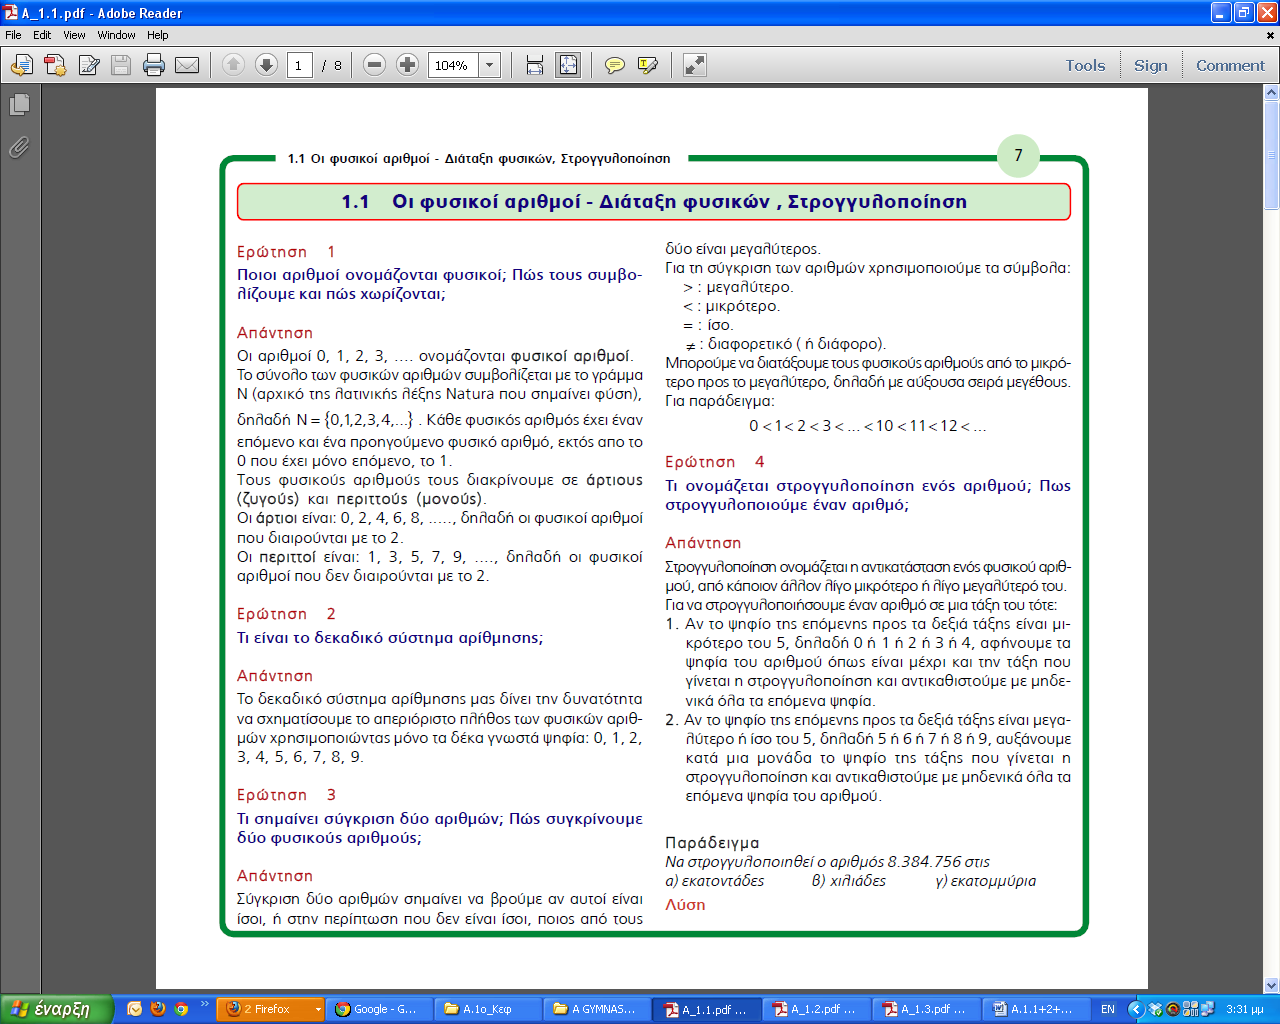 A_1.1.pdf - Adobe Reader
File Edit View Window Help
1 / 8 104% Tools Sign Comment
1.1 Οι φυσικοί αριθμοί - Διάταξη φυσικών, Στρογγυλοποίηση
7
1.1 Οι φυσικοί αριθμοί - Διάταξη φυσικών , Στρογγυλοποίηση
Ερώτηση 1
Ποιοι αριθμοί ονομάζονται φυσικοί; Πώς τους συμβο-
λίζουμε και πώς χωρίζονται;
Απάντηση
Οι αριθμοί 0, 1, 2, 3, .... ονομάζονται φυσικοί αριθμοί.
Το σύνολο των φυσικών αριθμών συμβολίζεται με το γράμμα
Ν (αρχικό της λατινικής λέξης Natura που σημαίνει φύση),
δηλαδή Ν = {0,1,2,3,4,...} . Κάθε φυσικός αριθμός έχει έναν
επόμενο και ένα προηγούμενο φυσικό αριθμό, εκτός απο το
0 που έχει μόνο επόμενο, το 1.
Τους φυσικούς αριθμούς τους διακρίνουμε σε άρτιους
(ζυγούς) και περιττούς (μονούς).
Οι άρτιοι είναι: 0, 2, 4, 6, 8, ....., δηλαδή οι φυσικοί αριθμοί
που διαιρούνται με το 2.
Οι περιττοί είναι: 1, 3, 5, 7, 9, ...., δηλαδή οι φυσικοί
αριθμοί που δεν διαιρούνται με το 2.
Ερώτηση 2
Τι είναι το δεκαδικό σύστημα αρίθμησης;
Απάντηση
Το δεκαδικό σύστημα αρίθμησης μας δίνει την δυνατότητα
να σχηματίσουμε το απεριόριστο πλήθος των φυσικών αριθ-
μών χρησιμοποιώντας μόνο τα δέκα γνωστά ψηφία: 0, 1, 2,
3, 4, 5, 6, 7, 8, 9.
Ερώτηση 3
Τι σημαίνει σύγκριση δύο αριθμών; Πώς συγκρίνουμε
δύο φυσικούς αριθμούς;
Απάντηση
Σύγκριση δύο αριθμών σημαίνει να βρούμε αν αυτοί είναι
ίσοι, ή στην περίπτωση που δεν είναι ίσοι, ποιος από τους
δύο είναι μεγαλύτερος.
Για τη σύγκριση των αριθμών χρησιμοποιούμε τα σύμβολα:
> : μεγαλύτερο.
< : μικρότερο.
= : ίσο.
≠ : διαφορετικό ( ή διάφορο).
Μπορούμε να διατάξουμε τους φυσικούς αριθμούς από το μικρό-
τερο προς το μεγαλύτερο, δηλαδή με αύξουσα σειρά μεγέθους.
Για παράδειγμα:
0 < 1 < 2 < 3 < ... < 10 < 11 < 12 < ...
Ερώτηση 4
Τι ονομάζεται στρογγυλοποίηση ενός αριθμού; Πως
στρογγυλοποιούμε έναν αριθμό;
Απάντηση
Στρογγυλοποίηση ονομάζεται η αντικατάσταση ενός φυσικού αριθ-
μού, από κάποιον άλλον λίγο μικρότερο ή λίγο μεγαλύτερό του.
Για να στρογγυλοποιήσουμε έναν αριθμό σε μια τάξη του τότε:
1. Αν το ψηφίο της επόμενης προς τα δεξιά τάξης είναι μι-
κρότερο του 5, δηλαδή 0 ή 1 ή 2 ή 3 ή 4, αφήνουμε τα
ψηφία του αριθμού όπως είναι μέχρι και την τάξη που
γίνεται η στρογγυλοποίηση και αντικαθιστούμε με μηδε-
νικά όλα τα επόμενα ψηφία.
2. Αν το ψηφίο της επόμενης προς τα δεξιά τάξης είναι μεγα-
λύτερο ή ίσο του 5, δηλαδή 5 ή 6 ή 7 ή 8 ή 9, αυξάνουμε
κατά μια μονάδα το ψηφίο της τάξης που γίνεται η
στρογγυλοποίηση και αντικαθιστούμε με μηδενικά όλα τα
επόμενα ψηφία του αριθμού.
Παράδειγμα
Να στρογγυλοποιηθεί ο αριθμός 8.384.756 στις
α) εκατοντάδες β) χιλιάδες γ) εκατομμύρια
Λύση
έναρξη 2 Firefox Google - G... Α.1ο_Κεφ A GYMNAS... A_1.1.pdf ... A_1.2.pdf ... A_1.3.pdf ... A.1.1+2+... EN 3:31 μμ